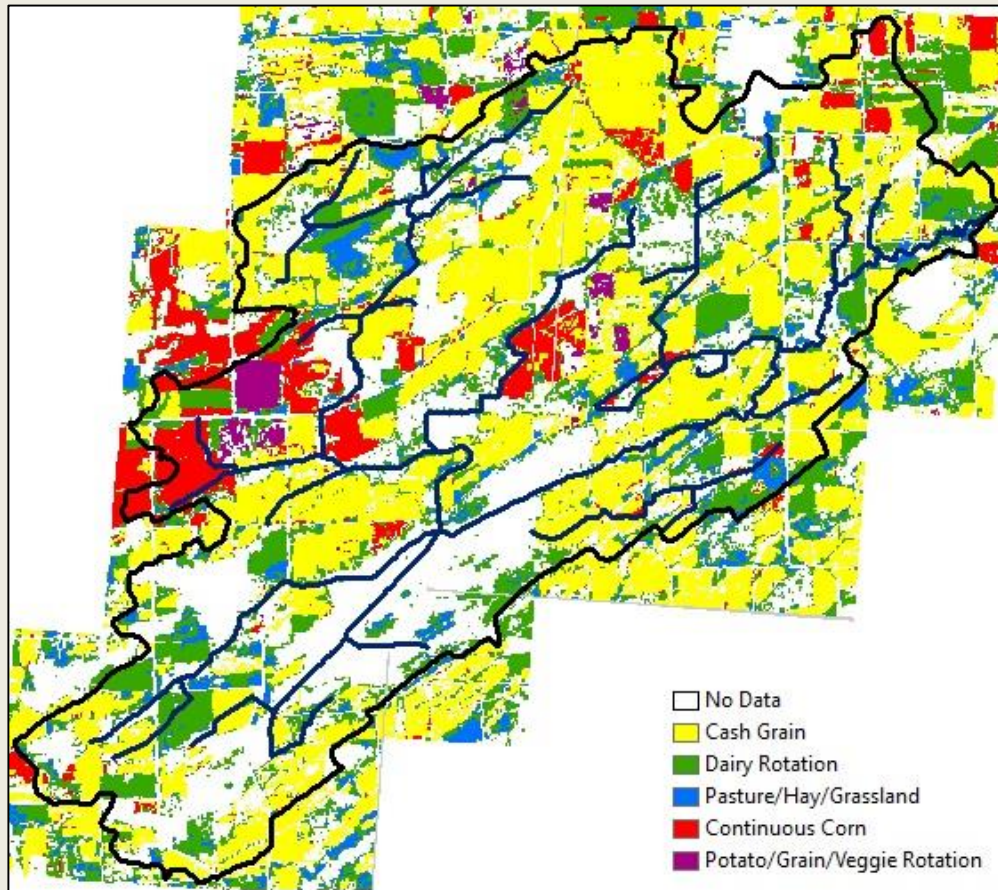 No Data
Cash Grain
Dairy Rotation
Pasture/Hay/Grassland
Continuous Corn
Potato/Grain/Veggie Rotation